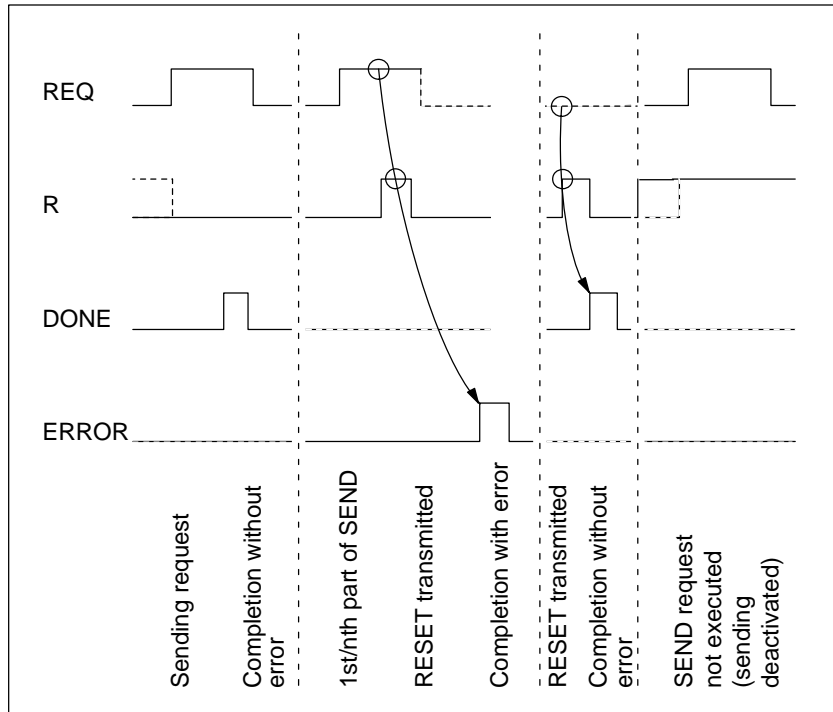 REQ
R
DONE
ERROR
Sending request
Completion without
error
1st/nth part of SEND
RESET transmitted
Completion with error
RESET transmitted
Completion without
error
SEND request
not executed
(sending
deactivated)